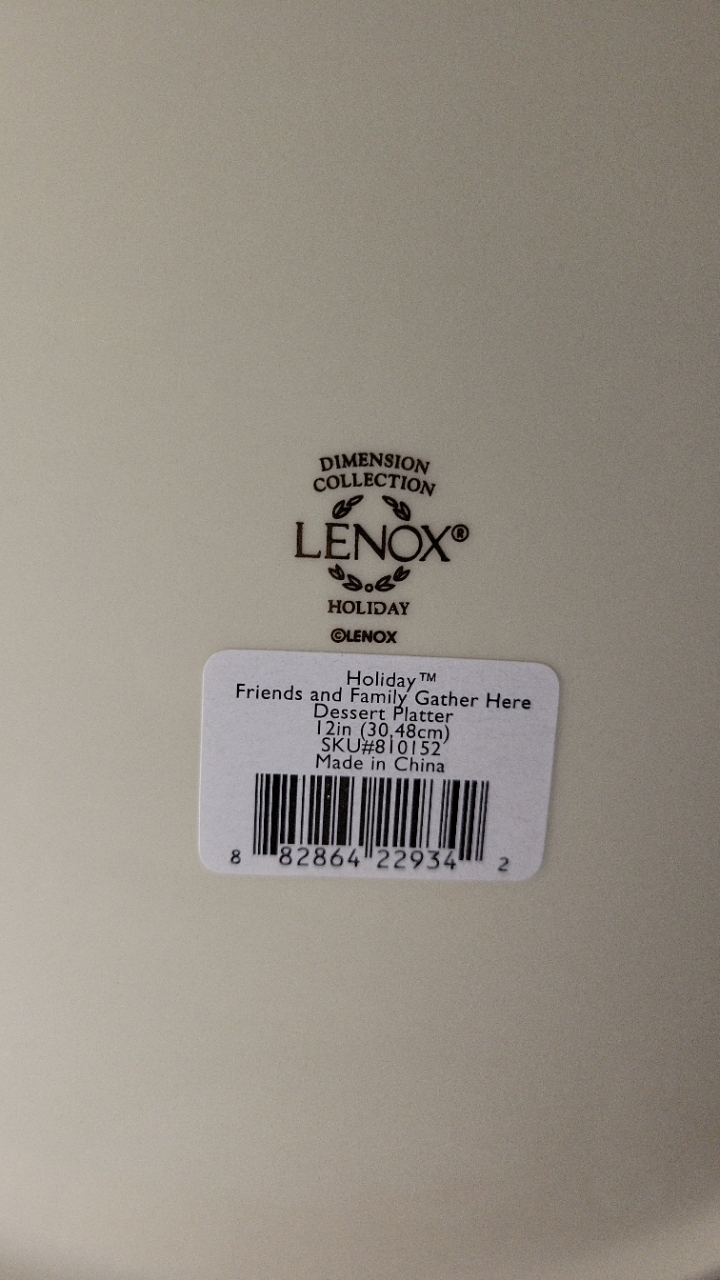 DIMENSION
COLLECTION
LENOX®
HOLIDAY
©LENOX
Holiday™
Friends and Family Gather Here
Dessert Platter
12in (30.48cm)
SKU#810152
Made in China
8 82864 22934 2